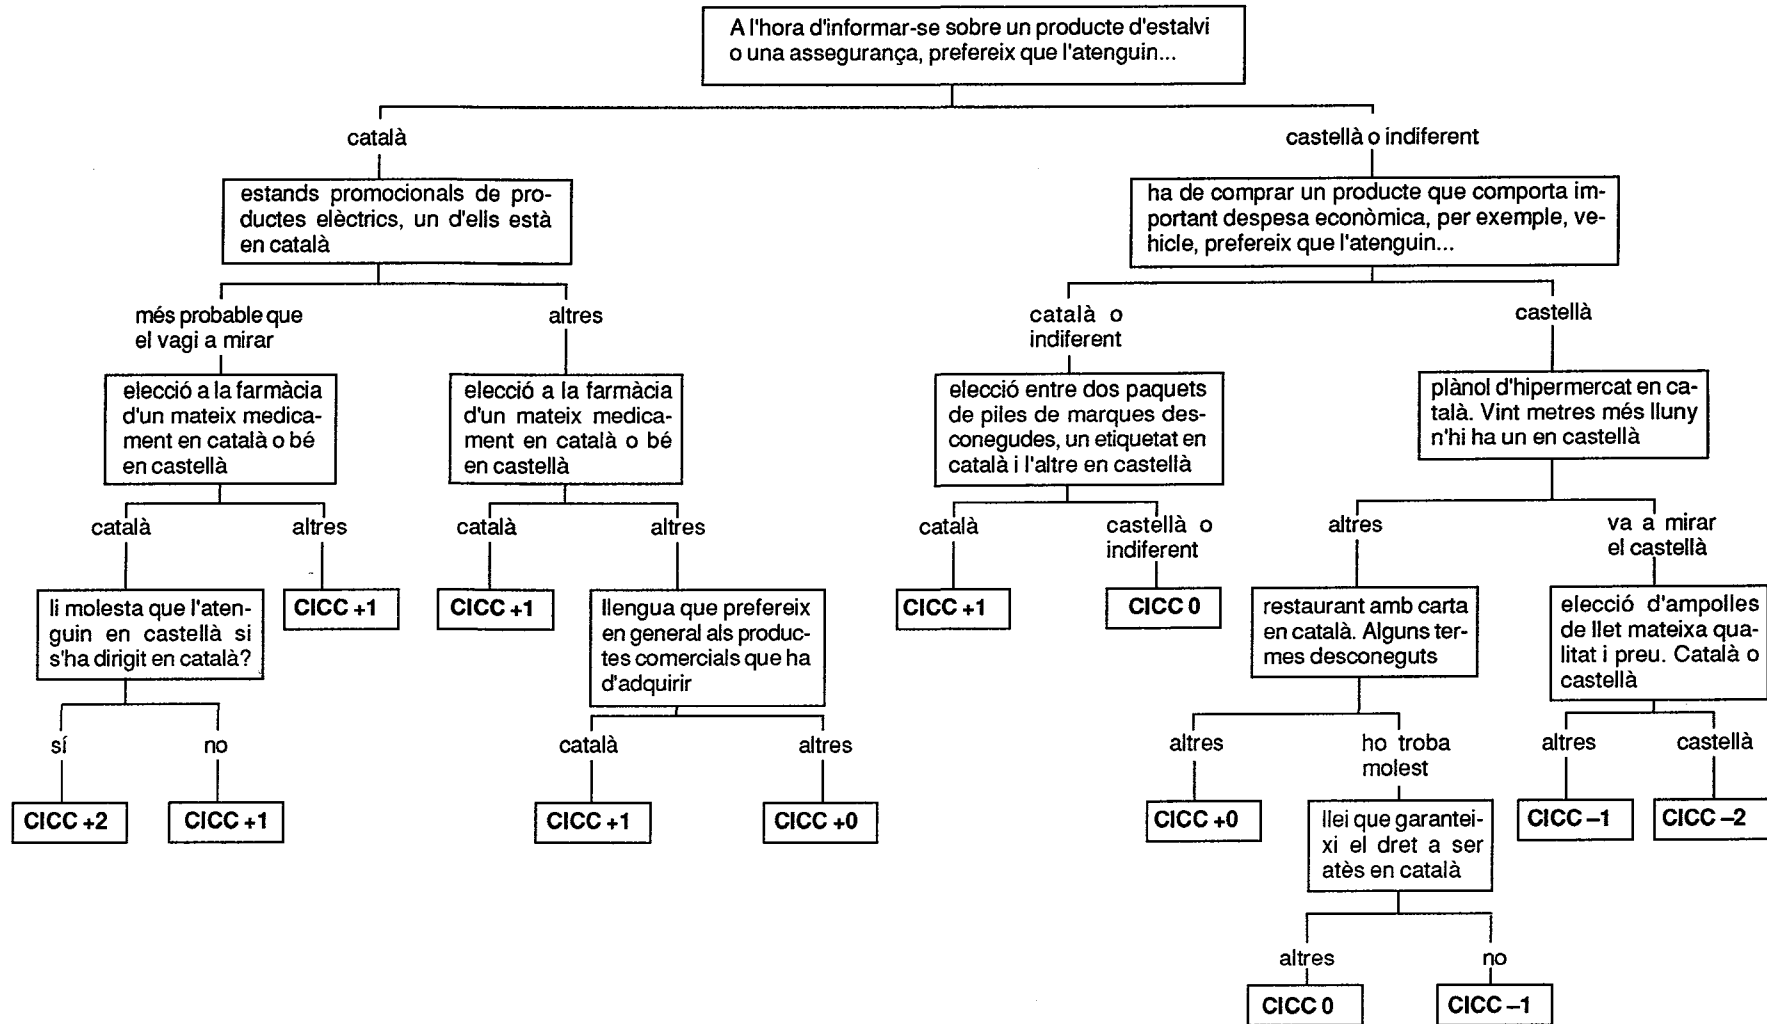 A l'hora d'informar-se sobre un producte d'estalvi
o una assegurança, prefereix que l'atenguin...
català
castellà o indiferent
estands promocionals de pro-
ductes elèctrics, un d'ells està
en català
ha de comprar un producte que comporta im-
portant despesa econòmica, per exemple, ve-
hicle, prefereix que l'atenguin...
més probable que
el vagi a mirar
altres
català o
indiferent
castellà
elecció a la farmàcia
d'un mateix medica-
ment en català o bé
en castellà
elecció a la farmàcia
d'un mateix medica-
ment en català o bé
en castellà
elecció entre dos paquets
de piles de marques des-
conegudes, un etiquetat en
català i l'altre en castellà
plànol d'hipermercat en ca-
talà. Vint metres més lluny
n'hi ha un en castellà
català
altres
català
altres
català
castellà o
indiferent
altres
va a mirar
el castellà
li molesta que l'aten-
guin en castellà si
s'ha dirigit en català?
CICC +1
CICC +1
llengua que prefereix
en general als produc-
tes comercials que ha
d'adquirir
CICC +1
CICC 0
restaurant amb carta
en català. Alguns ter-
mes desconeguts
elecció d'ampolles
de llet mateixa qua-
litat i preu. Català o
castellà
sí
no
català
altres
altres
ho troba
molest
altres
castellà
CICC +2
CICC +1
CICC +1
CICC +0
CICC +0
llei que garantei-
xi el dret a ser
atès en català
CICC –1
CICC –2
altres
no
CICC 0
CICC –1